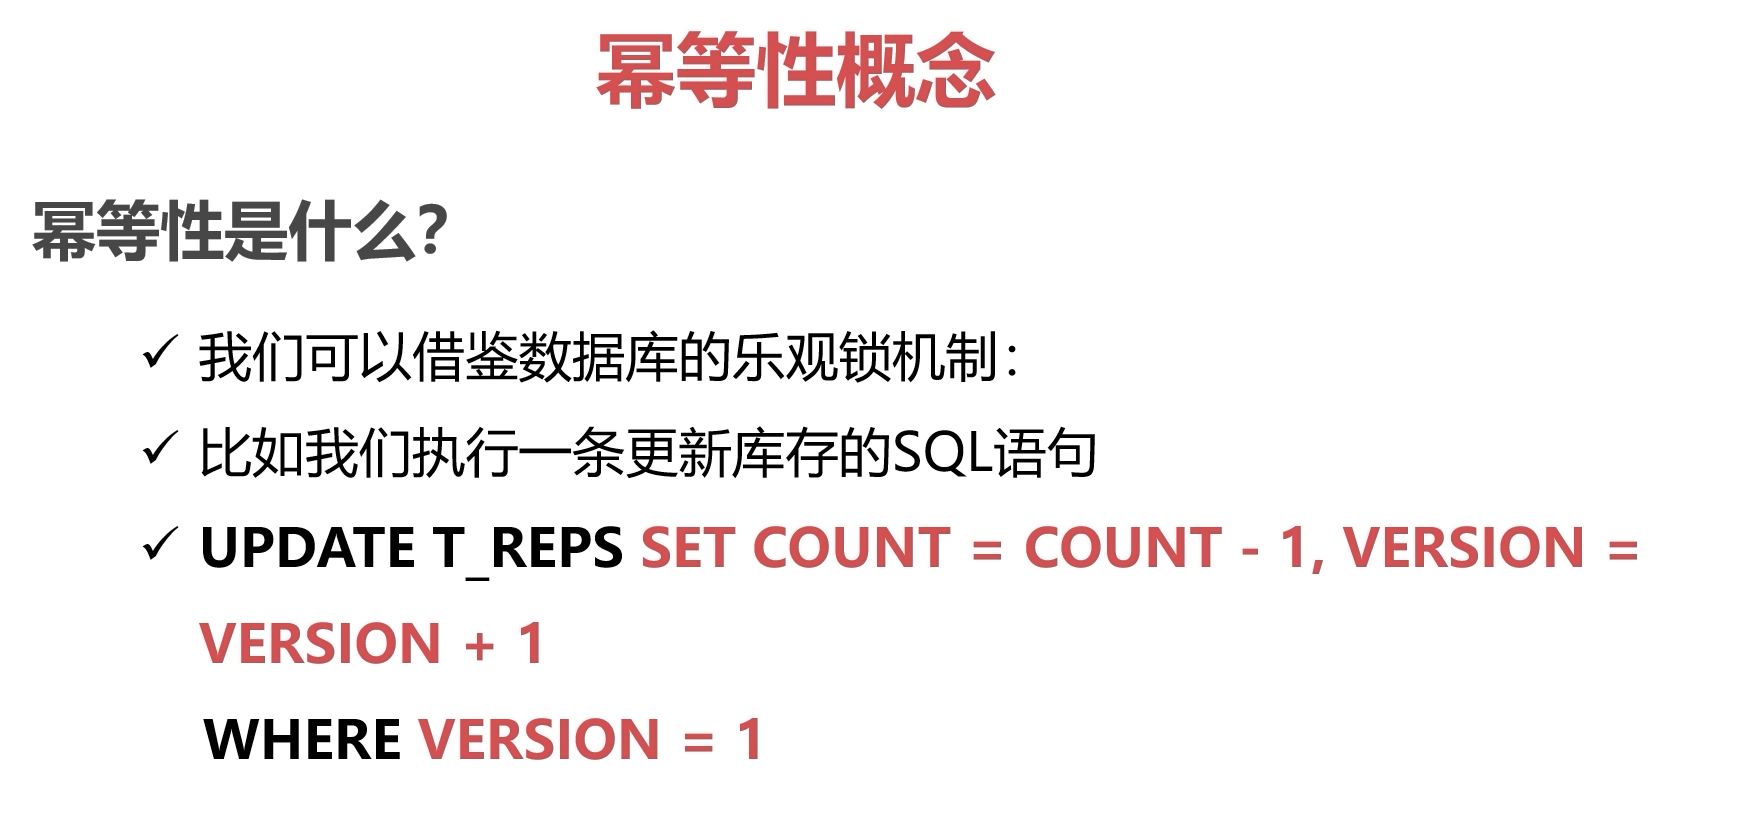 幂等性概念
幂等性是什么？
✓ 我们可以借鉴数据库的乐观锁机制：
✓ 比如我们执行一条更新库存的SQL语句
✓ UPDATE T_REPS SET COUNT = COUNT - 1, VERSION =
VERSION + 1
WHERE VERSION = 1